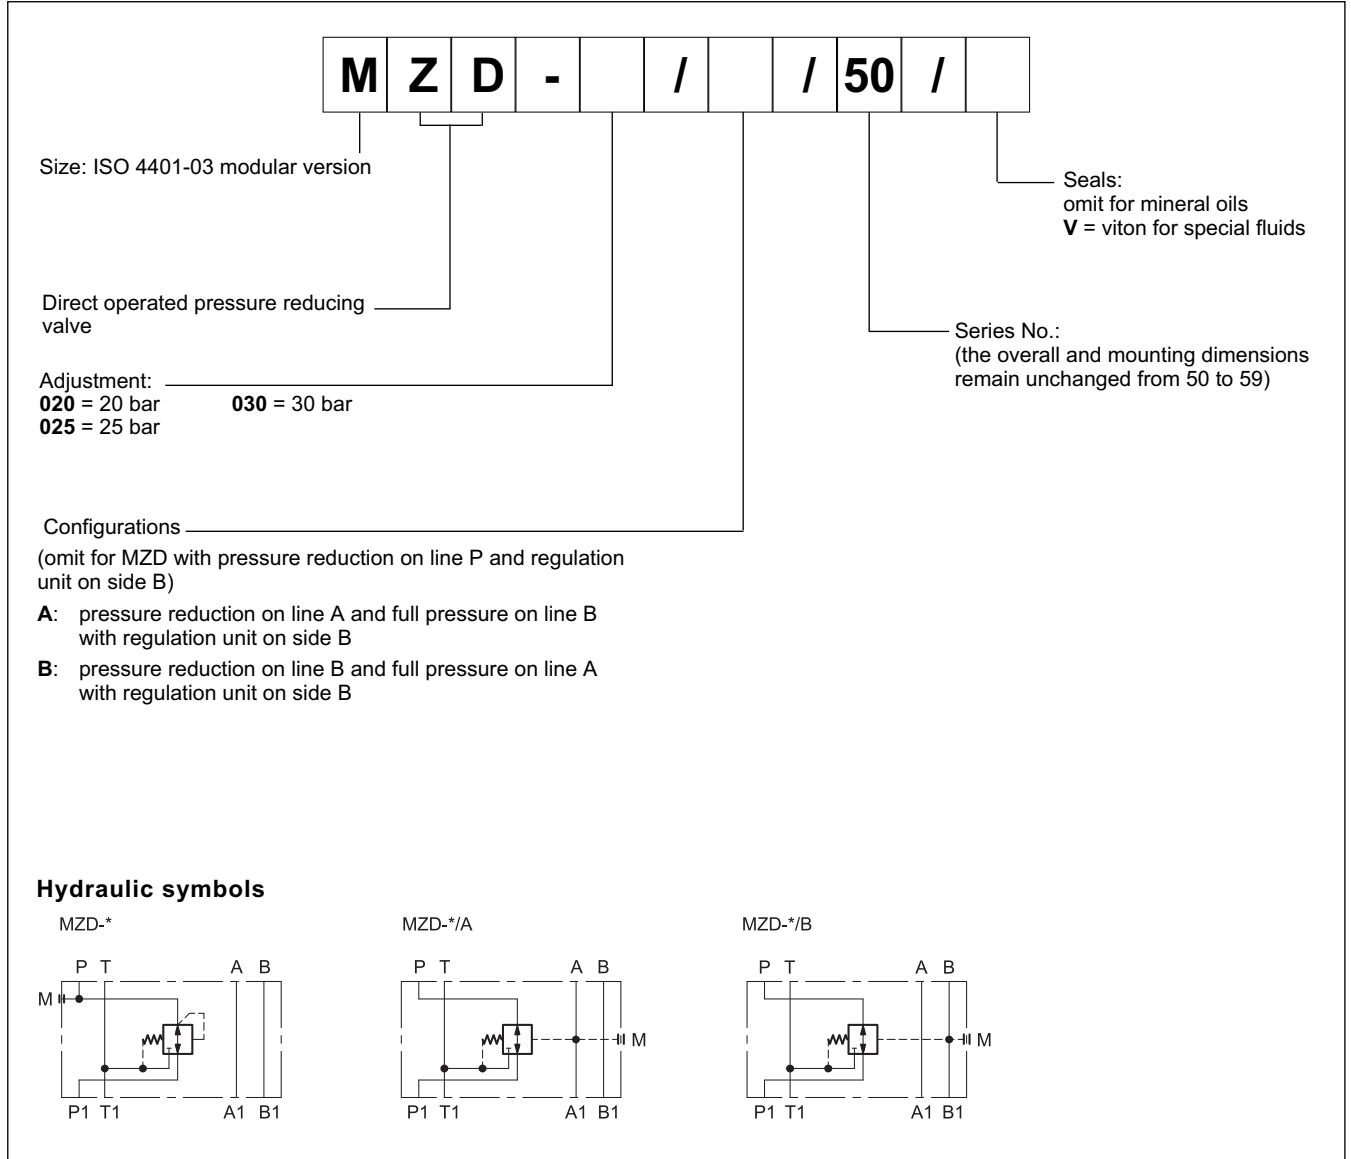 M Z D - / / 50 /
Size: ISO 4401-03 modular version
Seals:
omit for mineral oils
V = viton for special fluids
Direct operated pressure reducing
valve
Series No.:
(the overall and mounting dimensions
remain unchanged from 50 to 59)
Adjustment:
020 = 20 bar 030 = 30 bar
025 = 25 bar
Configurations
(omit for MZD with pressure reduction on line P and regulation
unit on side B)
A: pressure reduction on line A and full pressure on line B
with regulation unit on side B
B: pressure reduction on line B and full pressure on line A
with regulation unit on side B
Hydraulic symbols
MZD-*
P T A B
M
P1 T1 A1 B1
MZD-*/A
P T A B
M
P1 T1 A1 B1
MZD-*/B
P T A B
M
P1 T1 A1 B1